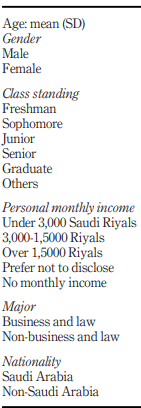 Age: mean (SD)
Gender
Male
Female
Class standing
Freshman
Sophomore
Junior
Senior
Graduate
Others
Personal monthly income
Under 3,000 Saudi Riyals
3,000-1,5000 Riyals
Over 1,5000 Riyals
Prefer not to disclose
No monthly income
Major
Business and law
Non-business and law
Nationality
Saudi Arabia
Non-Saudi Arabia